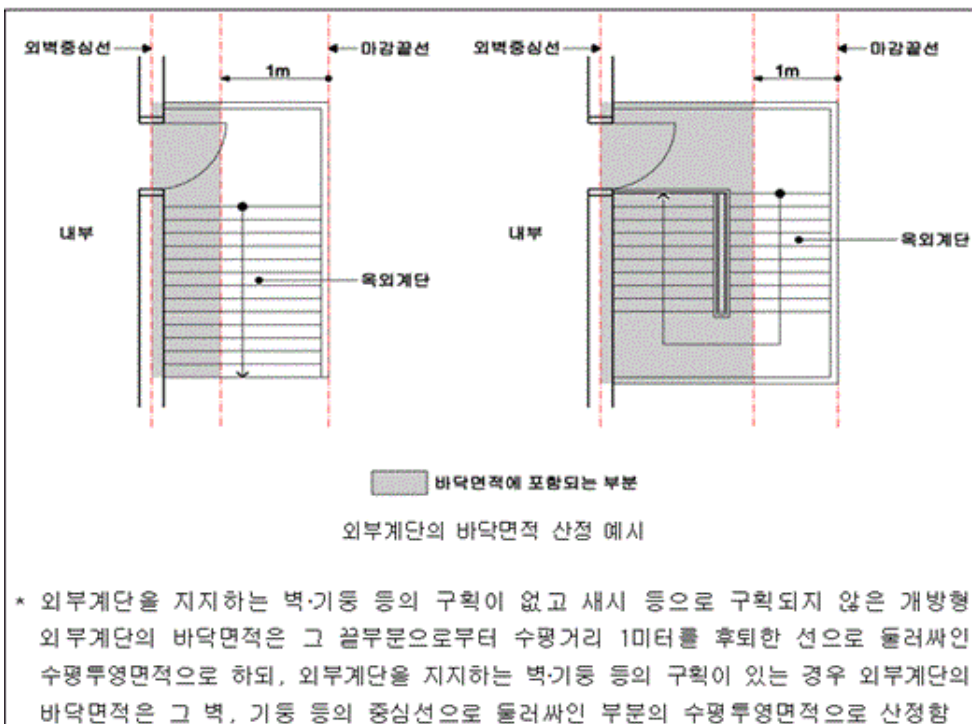 외벽중심선 마감끝선 외벽중심선 마감끝선
1m 1m
내부 내부 옥외계단
옥외계단
바닥면적에 포함되는 부분
외부계단의 바닥면적 산정 예시
* 외부계단을 지지하는 벽·기둥 등의 구획이 없고 새시 등으로 구획되지 않은 개방형
외부계단의 바닥면적은 그 끝부분으로부터 수평거리 1미터를 후퇴한 선으로 둘러싸인
수평투영면적으로 하되, 외부계단을 지지하는 벽·기둥 등의 구획이 있는 경우 외부계단의
바닥면적은 그 벽, 기둥 등의 중심선으로 둘러싸인 부분의 수평투영면적으로 산정함